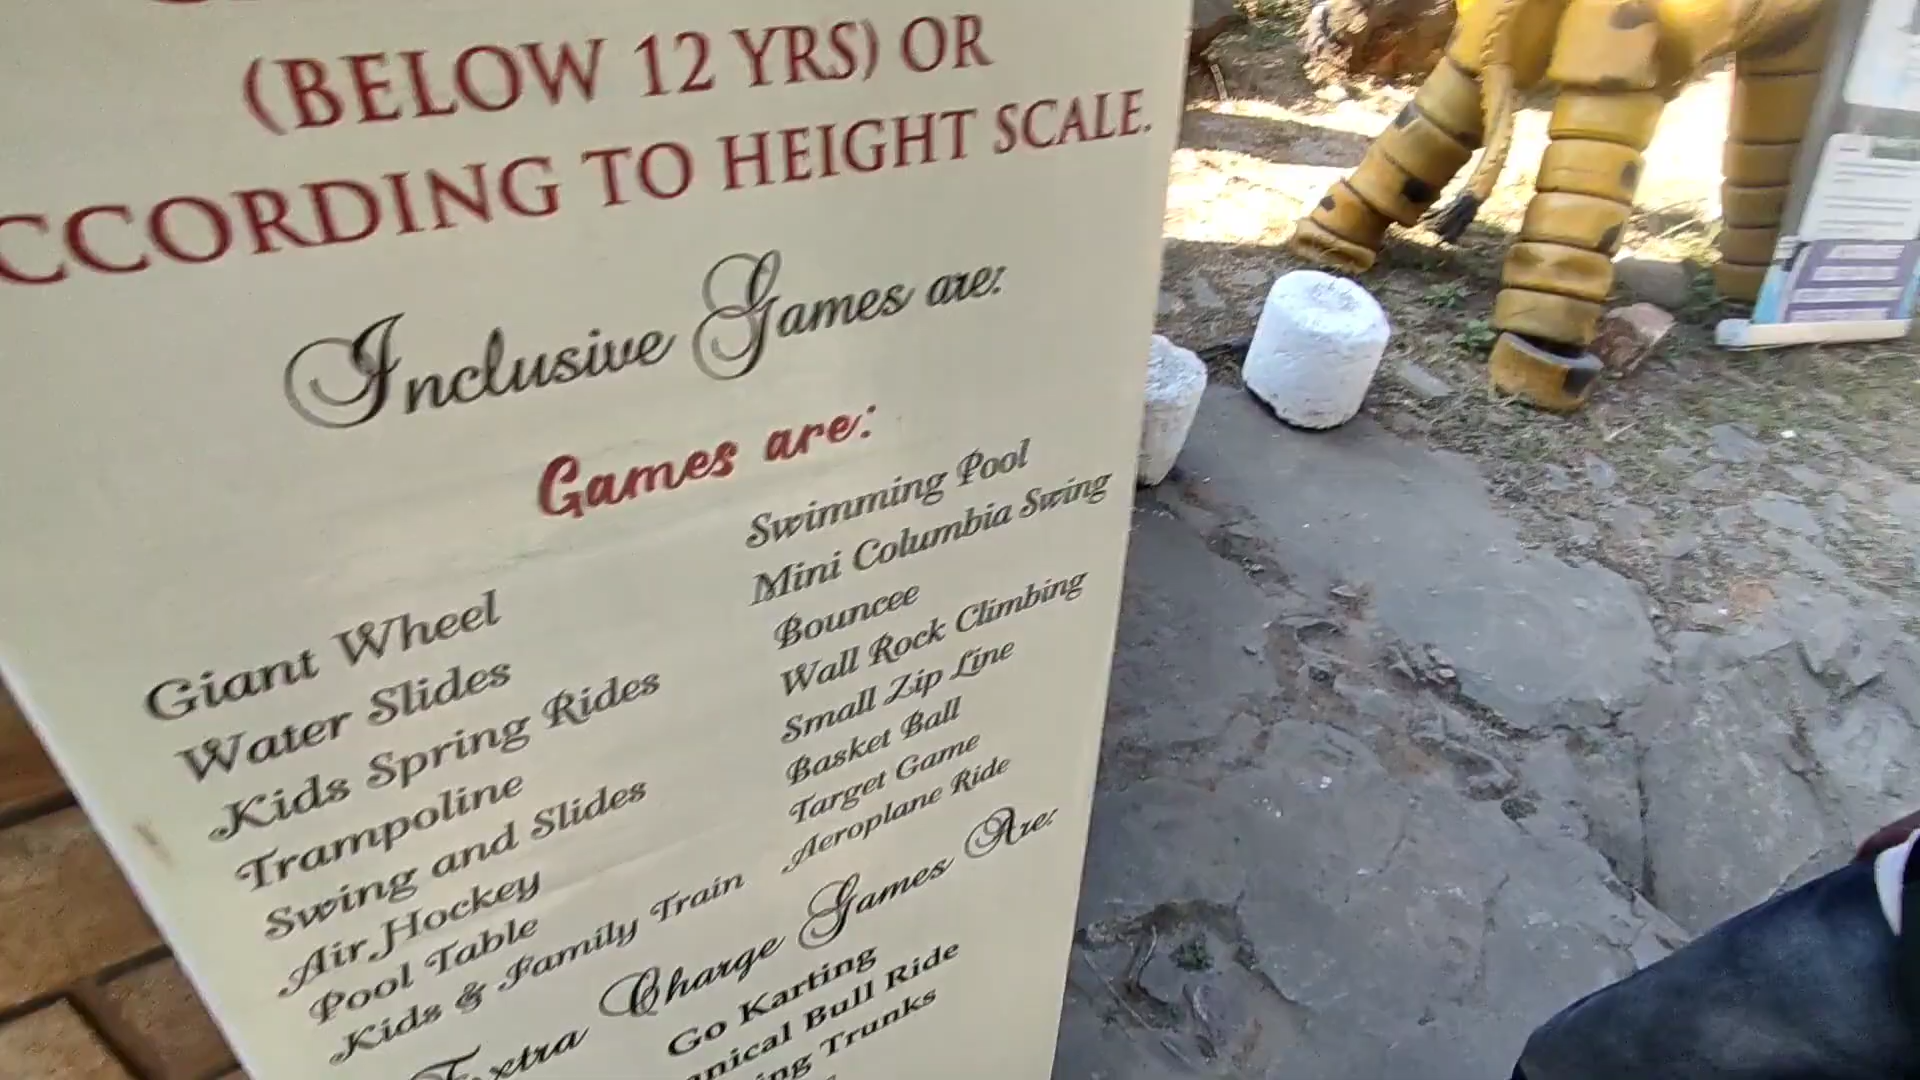 (BELOW 12 YRS) OR
CCORDING TO HEIGHT SCALE.
Inclusive Games are:
Games are:
Giant Wheel
Water Slides
Kids Spring Rides
Trampoline
Swing and Slides
Air Hockey
Pool Table
Kids & Family Train
Swimming Pool
Mini Columbia Swing
Bouncee
Wall Rock Climbing
Small Zip Line
Basket Ball
Target Game
Aeroplane Ride
Extra Charge Games Are:
Go Karting
anical Bull Ride
ing Trunks